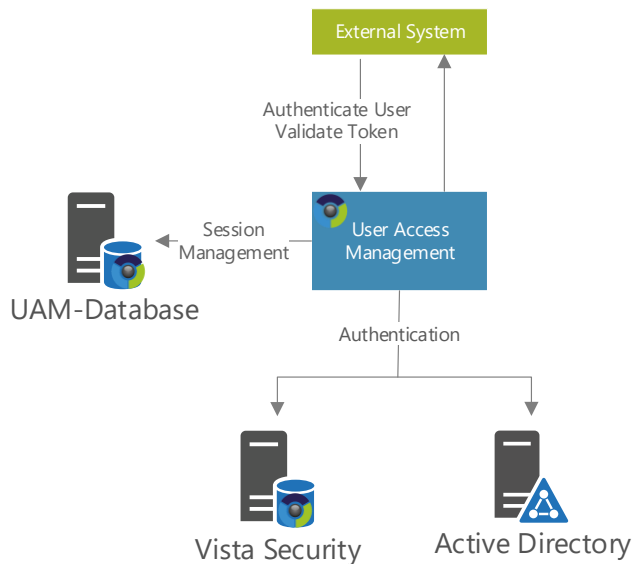 External System
Authenticate User
Validate Token
User Access
Management
Session
Management
UAM-Database
Authentication
Vista Security
Active Directory